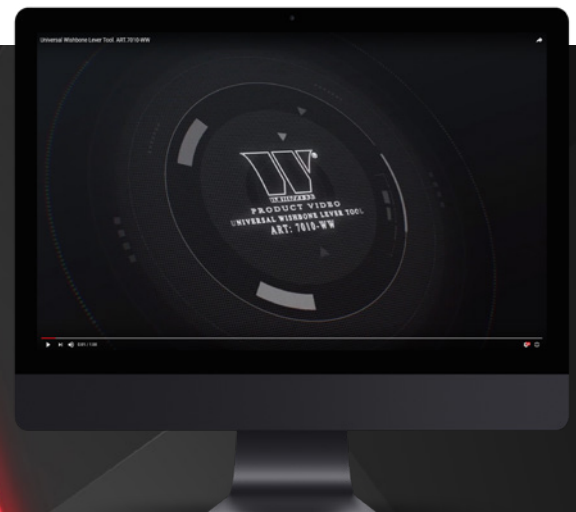 Universal Wishbone Lever Tool. ART.7010-WW
W
PRODUCT VIDEO
UNIVERSAL WISHBONE LEVER TOOL
ART: 7010-WW